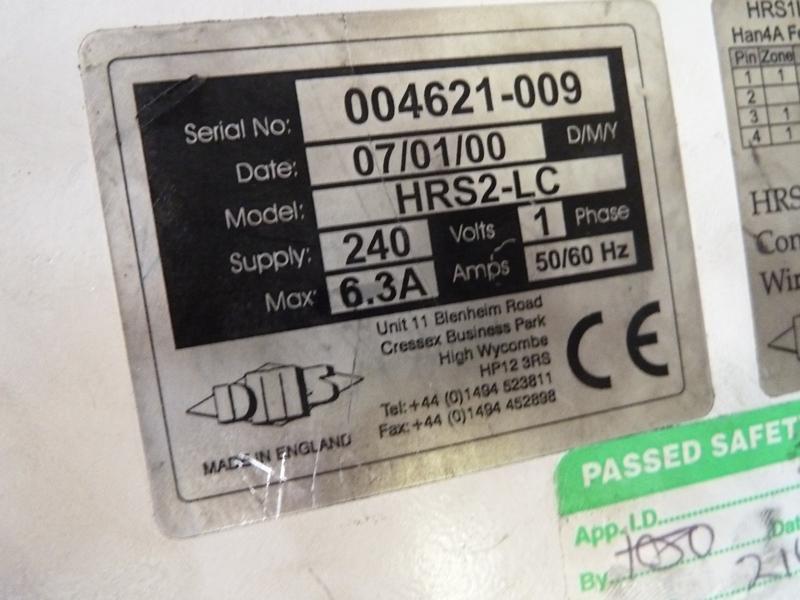 Serial No: 004621-009
Date: 07/01/00 D/M/Y
Model: HRS2-LC
Supply: 240 Volts 1 Phase
Max: 6.3A Amps 50/60 Hz
Unit 11 Blenheim Road
Cressex Business Park
High Wycombe
HP12 3RS
Tel:+44 (0)1494 523811
Fax:+44 (0)1494 452898
CE
DMS
MADE IN ENGLAND
HRS1
Han4A Fe
Pin Zone
1 1
2
3 1
4 1
HRS
Con
Wir
PASSED SAFET
App. I.D.
Dat
By